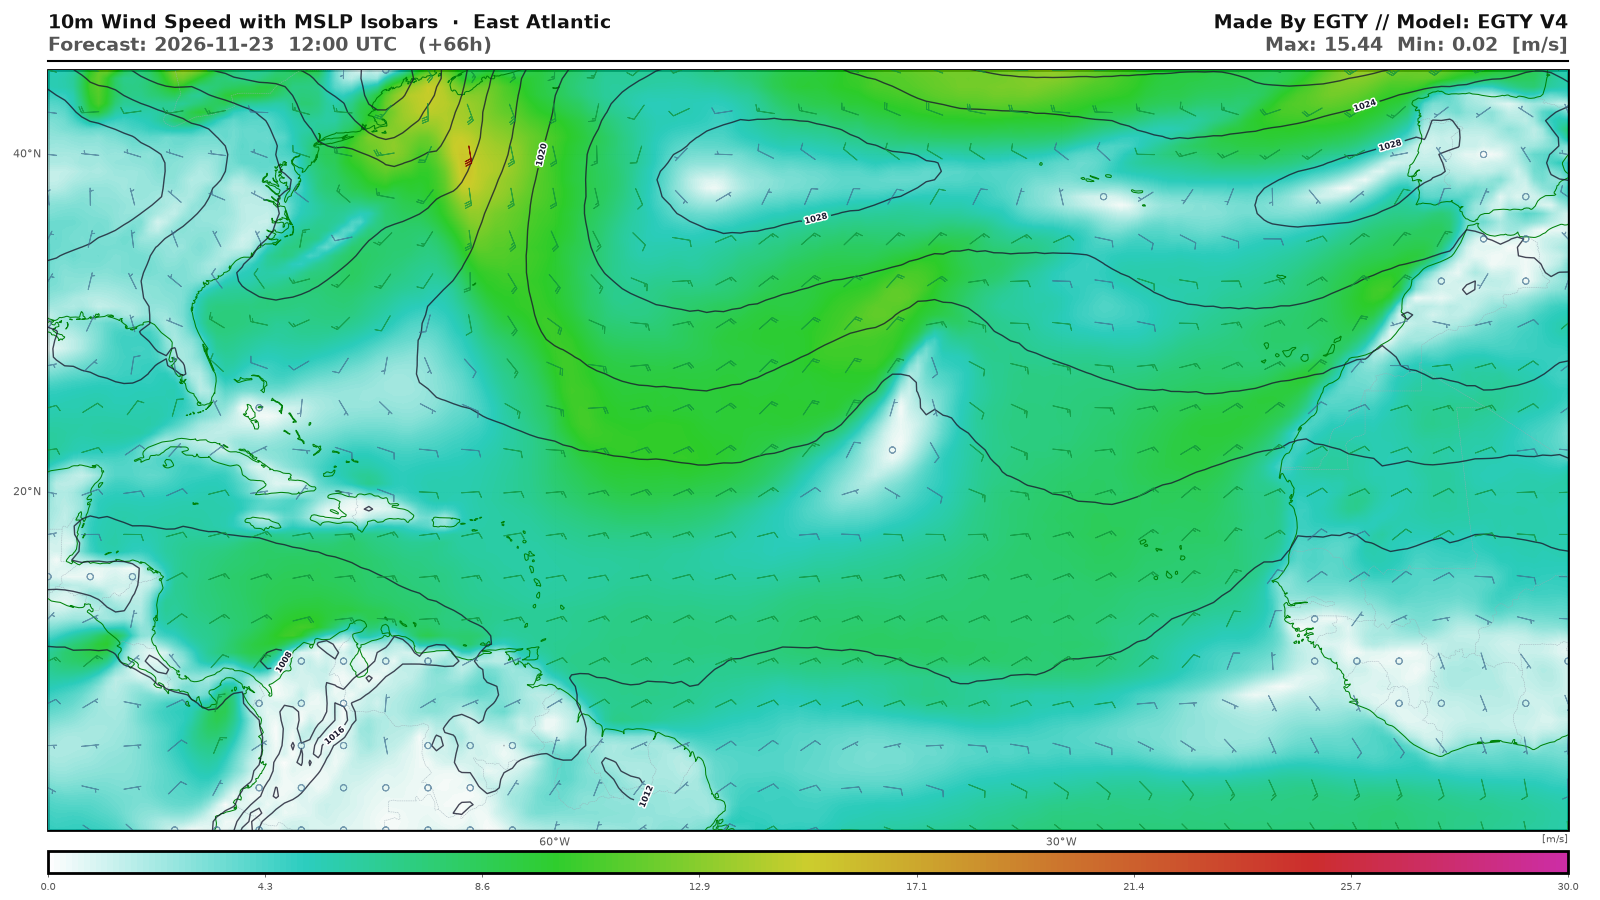 10m Wind Speed with MSLP Isobars · East Atlantic
Made By EGTY // Model: EGTY V4
Forecast: 2026-11-23 12:00 UTC (+66h)
Max: 15.44 Min: 0.02 [m/s]
1024
1028
1020
40°N
1028
20°N
1008
1016
1012
60°W
30°W
[m/s]
0.0 4.3 8.6 12.9 17.1 21.4 25.7 30.0